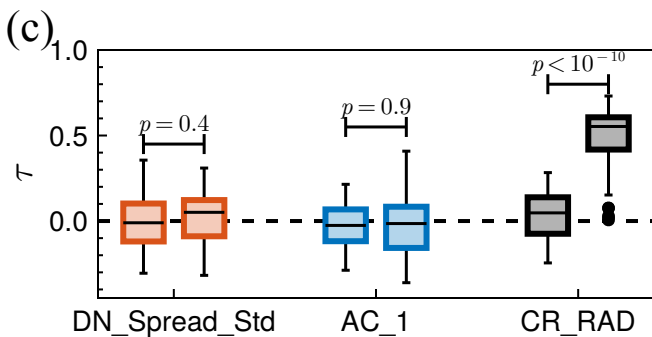 (c)
1.0
p < 10^{-10}
p = 0.4
p = 0.9
0.5
τ
0.0
DN_Spread_Std
AC_1
CR_RAD